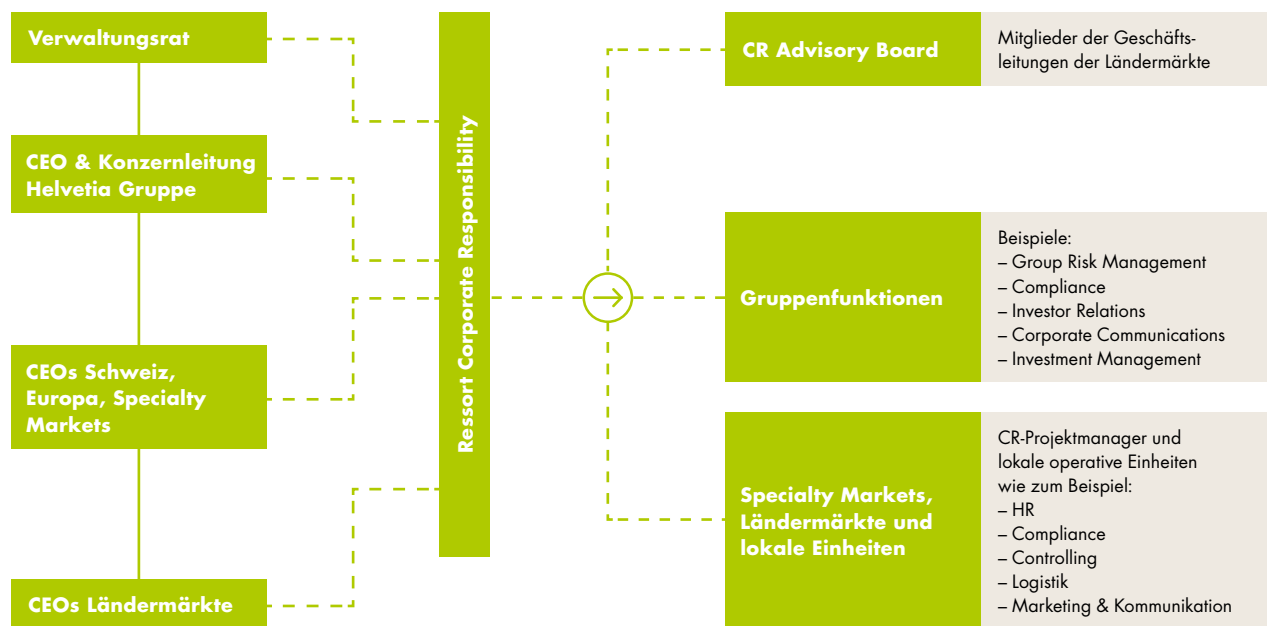 Verwaltungsrat
CEO & Konzernleitung
Helvetia Gruppe
CEOs Schweiz,
Europa, Specialty
Markets
CEOs Ländermärkte
Ressort Corporate Responsibility
CR Advisory Board
Mitglieder der Geschäfts-
leitungen der Ländermärkte
Gruppenfunktionen
Beispiele:
– Group Risk Management
– Compliance
– Investor Relations
– Corporate Communications
– Investment Management
Specialty Markets,
Ländermärkte und
lokale Einheiten
CR-Projektmanager und
lokale operative Einheiten
wie zum Beispiel:
– HR
– Compliance
– Controlling
– Logistik
– Marketing & Kommunikation